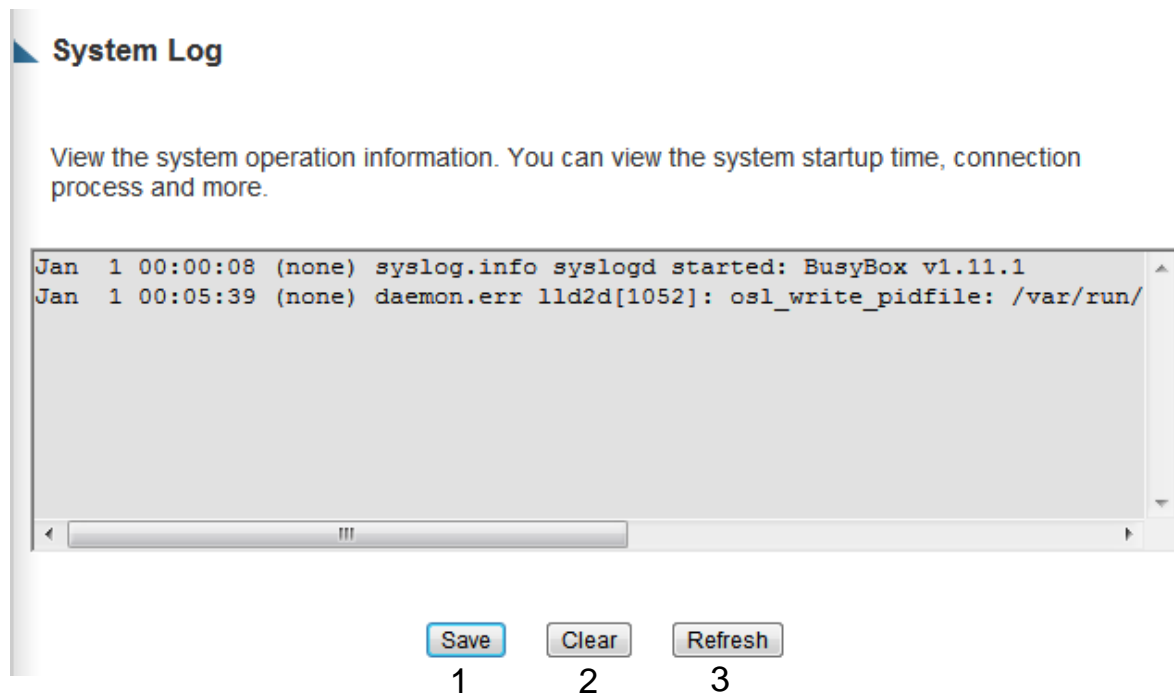 System Log
View the system operation information. You can view the system startup time, connection
process and more.
Jan  1 00:00:08 (none) syslog.info syslogd started: BusyBox v1.11.1
Jan  1 00:05:39 (none) daemon.err lld2d[1052]: osl_write_pidfile: /var/run/
Save Clear Refresh
1 2 3